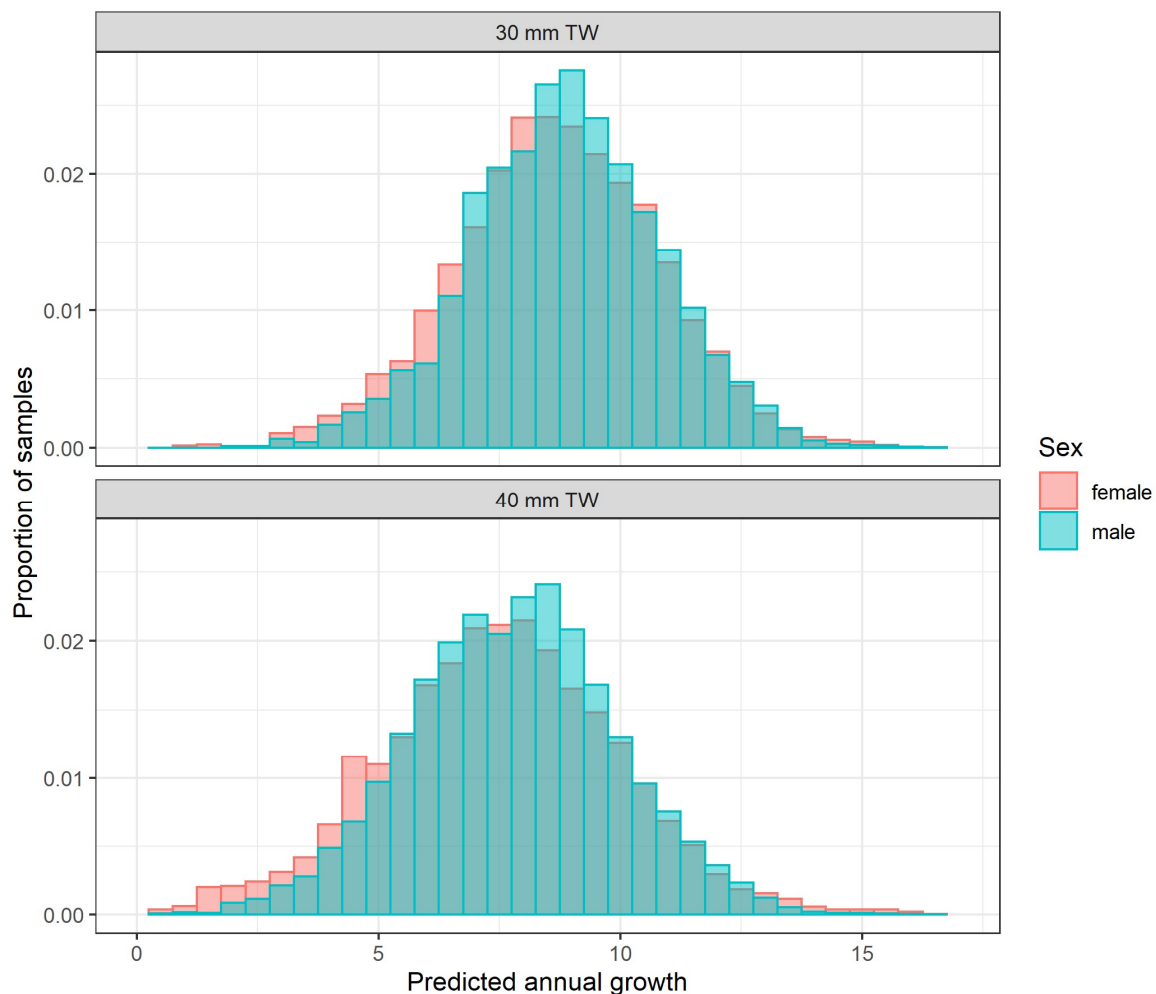 30 mm TW
0.02
0.01
0.00
40 mm TW
0.02
0.01
0.00
0
5
10
15
Predicted annual growth
Proportion of samples
Sex
female
male